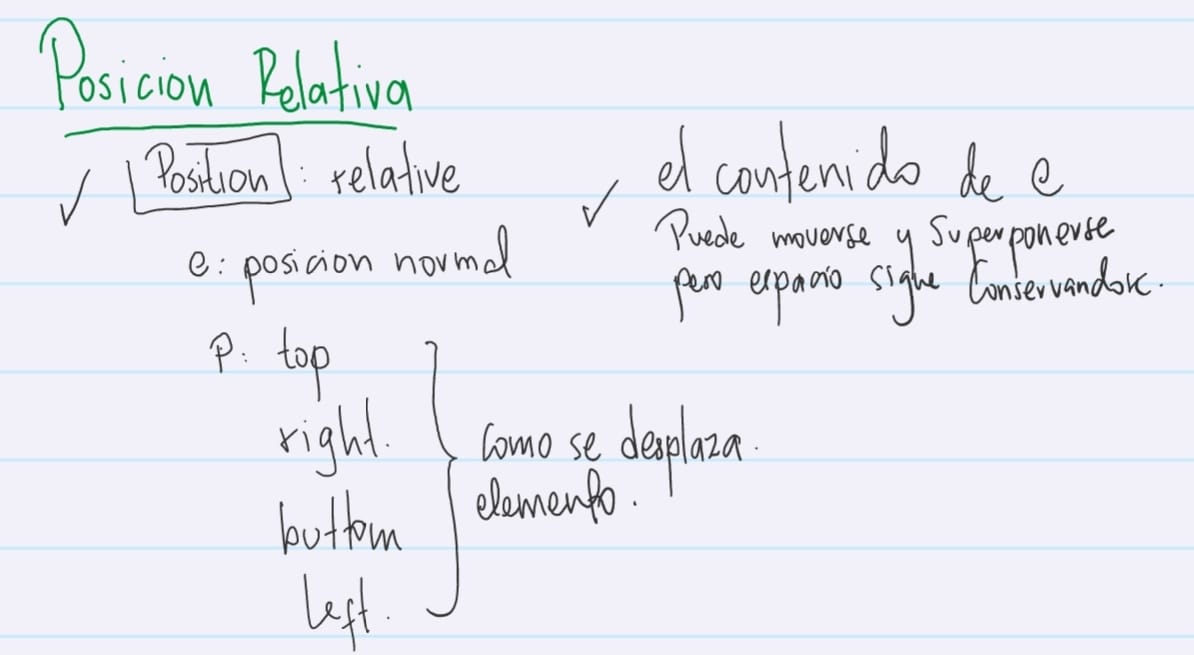 Posicion Relativa
✓ Position : relative
e: posicion normal
P: top
right.
buttom
left.
Como se desplaza.
elemento.
✓ el contenido de e
Puede moverse y Superponerse
pero espacio sigue Conservandose.